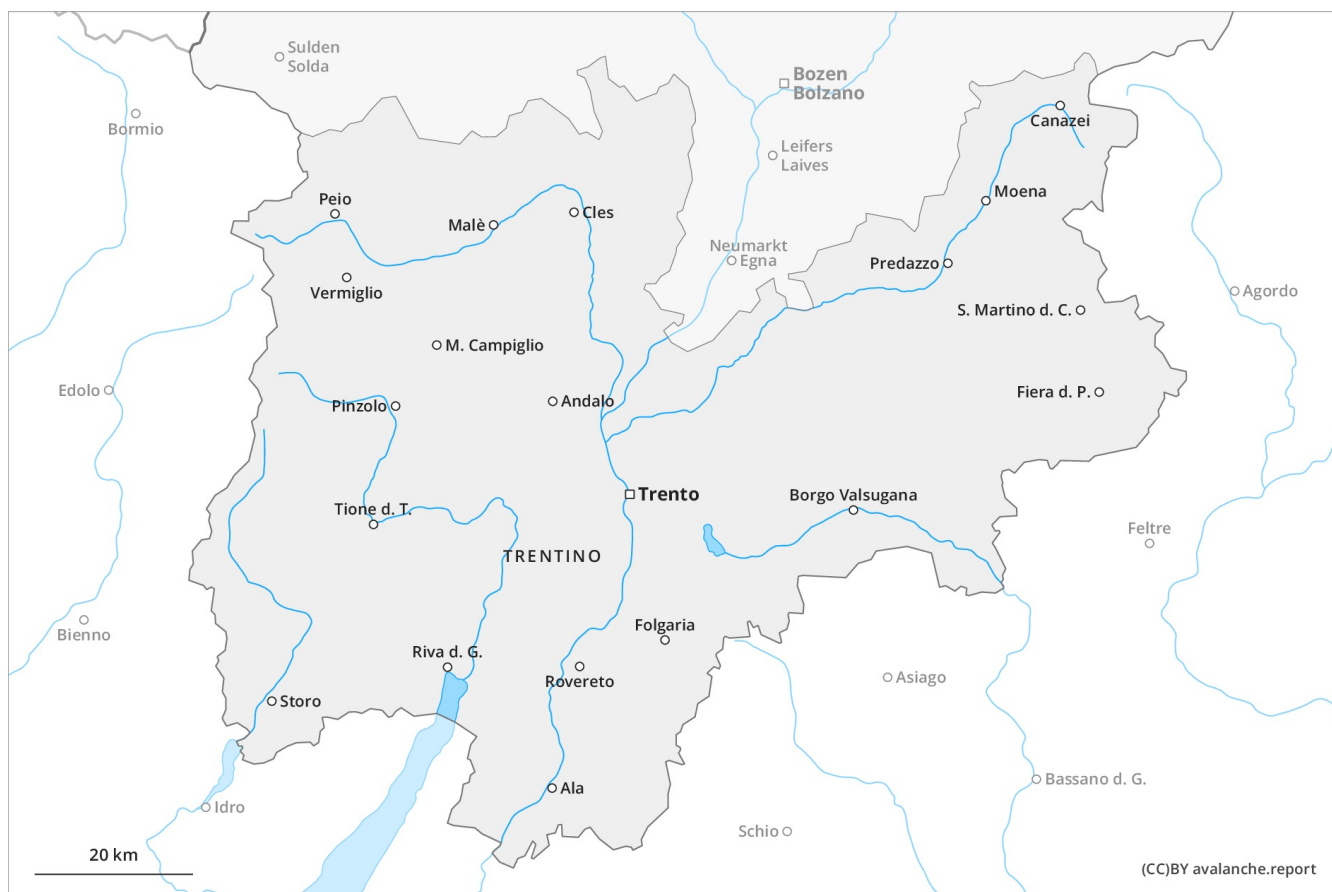 Sulden
Solda
Bozen
Bolzano
Bormio
Canazei
Leifers
Laives
Peio
Malè
Cles
Moena
Neumarkt
Egna
Predazzo
Vermiglio
Agordo
S. Martino d. C.
M. Campiglio
Edolo
Pinzolo
Andalo
Fiera d. P.
Trento
Borgo Valsugana
Tione d. T.
Feltre
TRENTINO
Bienno
Folgaria
Riva d. G.
Rovereto
Asiago
Storo
Bassano d. G.
Ala
Idro
Schio
20 km
(CC)BY avalanche.report